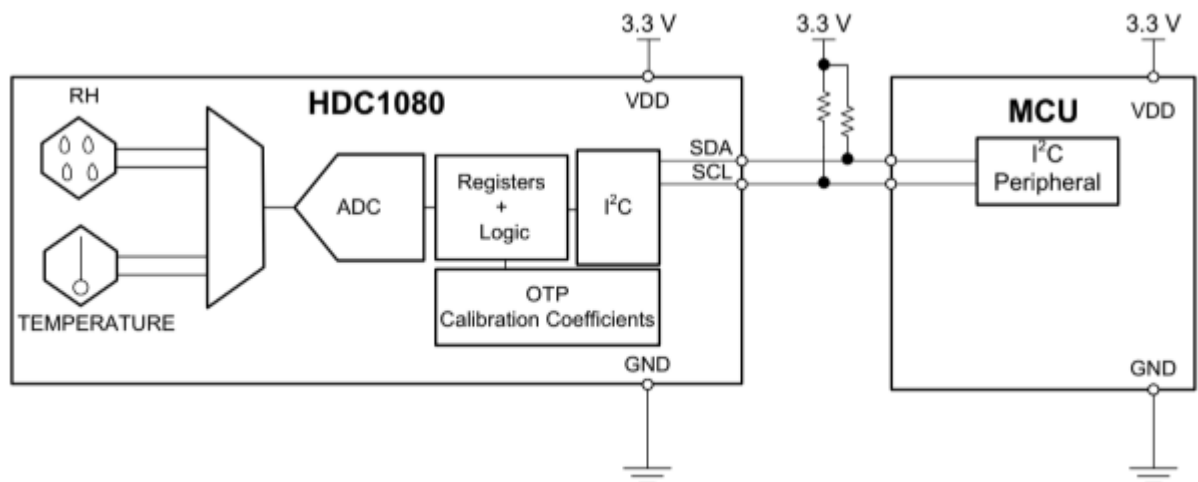 3.3 V
3.3 V
3.3 V
RH
HDC1080
VDD
MCU
VDD
SDA
SCL
ADC
Registers
+
Logic
I²C
I²C
Peripheral
OTP
Calibration Coefficients
TEMPERATURE
GND
GND